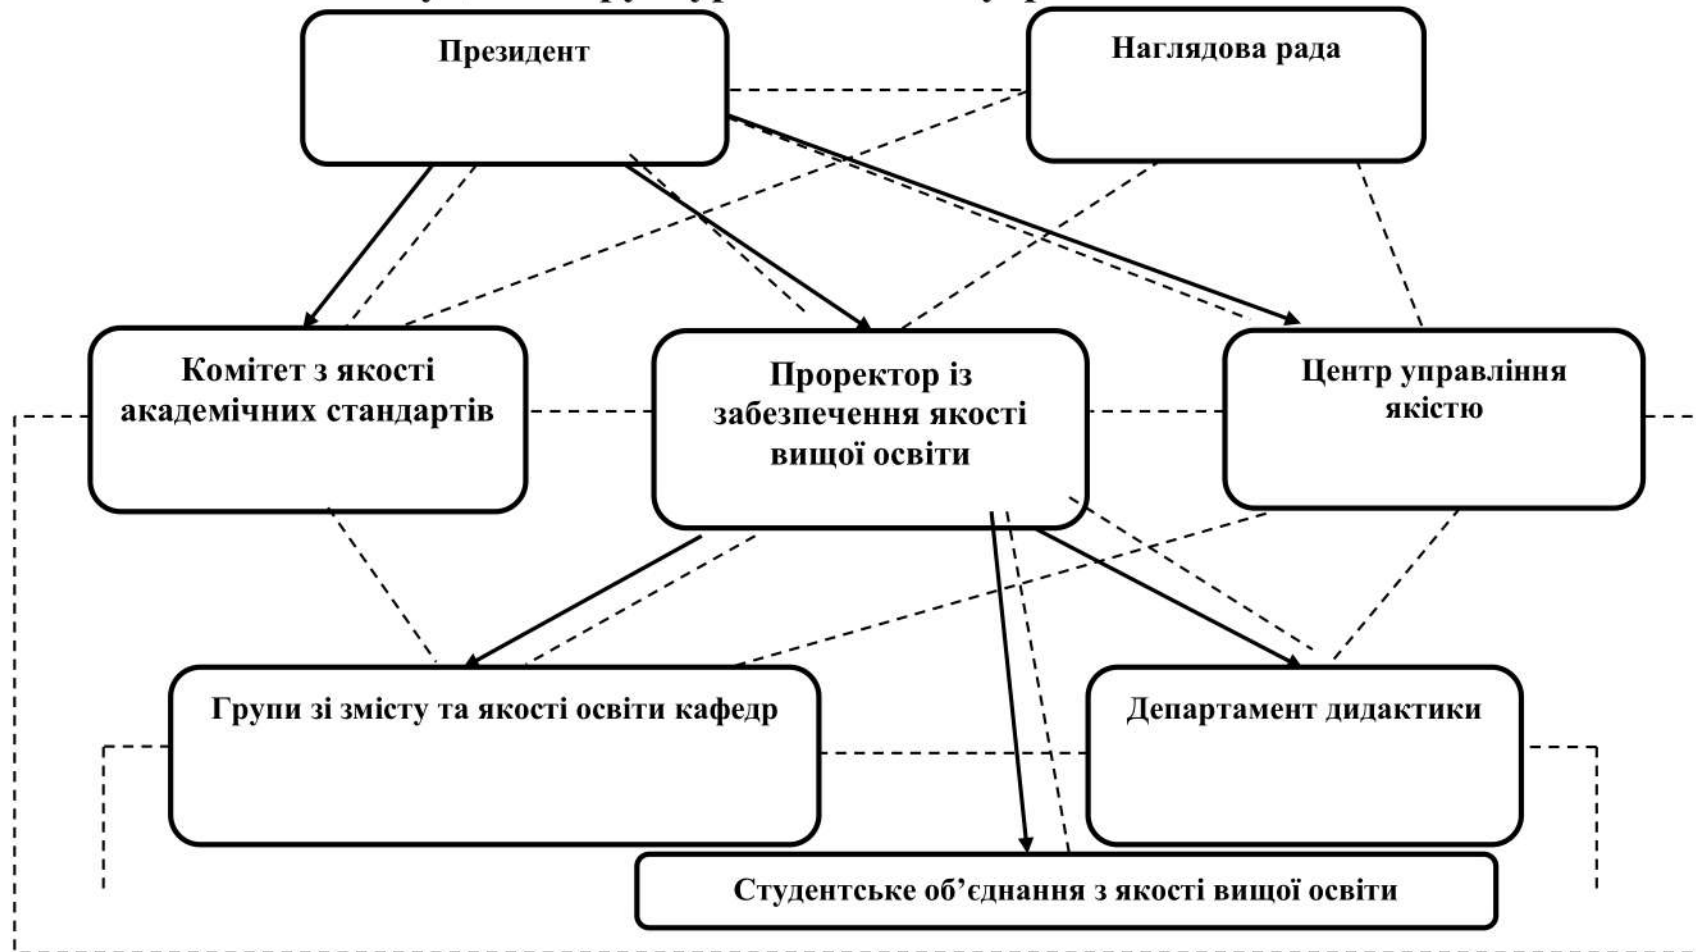 Президент
Наглядова рада
Комітет з якості
академічних стандартів
Проректор із
забезпечення якості
вищої освіти
Центр управління
якістю
Групи зі змісту та якості освіти кафедр
Департамент дидактики
Студентське об’єднання з якості вищої освіти